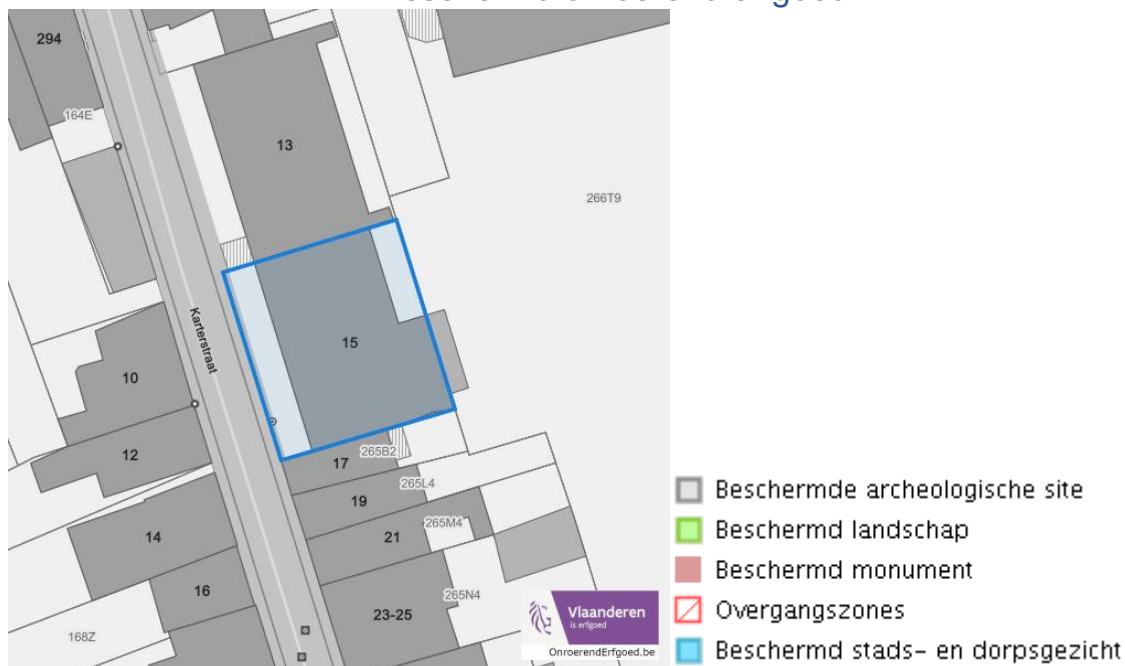 294
164E
13
266T9
Karterstraat
15
10
265B2
17
12
265L4
19
265M4
14
21
16
265N4
23-25
168Z
Vlaanderen
is erfgoed
OnroerendErfgoed.be
Beschermde archeologische site
Beschermd landschap
Beschermd monument
Overgangszones
Beschermd stads- en dorpsgezicht